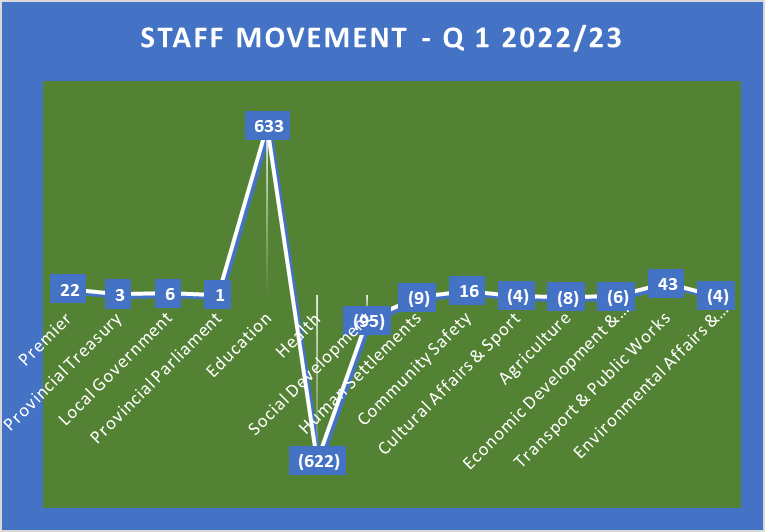 STAFF MOVEMENT - Q 1 2022/23
633
22
3
6
1
(95)
(9)
16
(4)
(8)
(6)
43
(4)
(622)
Premier
Provincial Treasury
Local Government
Provincial Parliament
Education
Health
Social Development
Human Settlements
Community Safety
Cultural Affairs & Sport
Agriculture
Economic Development &...
Transport & Public Works
Environmental Affairs &...